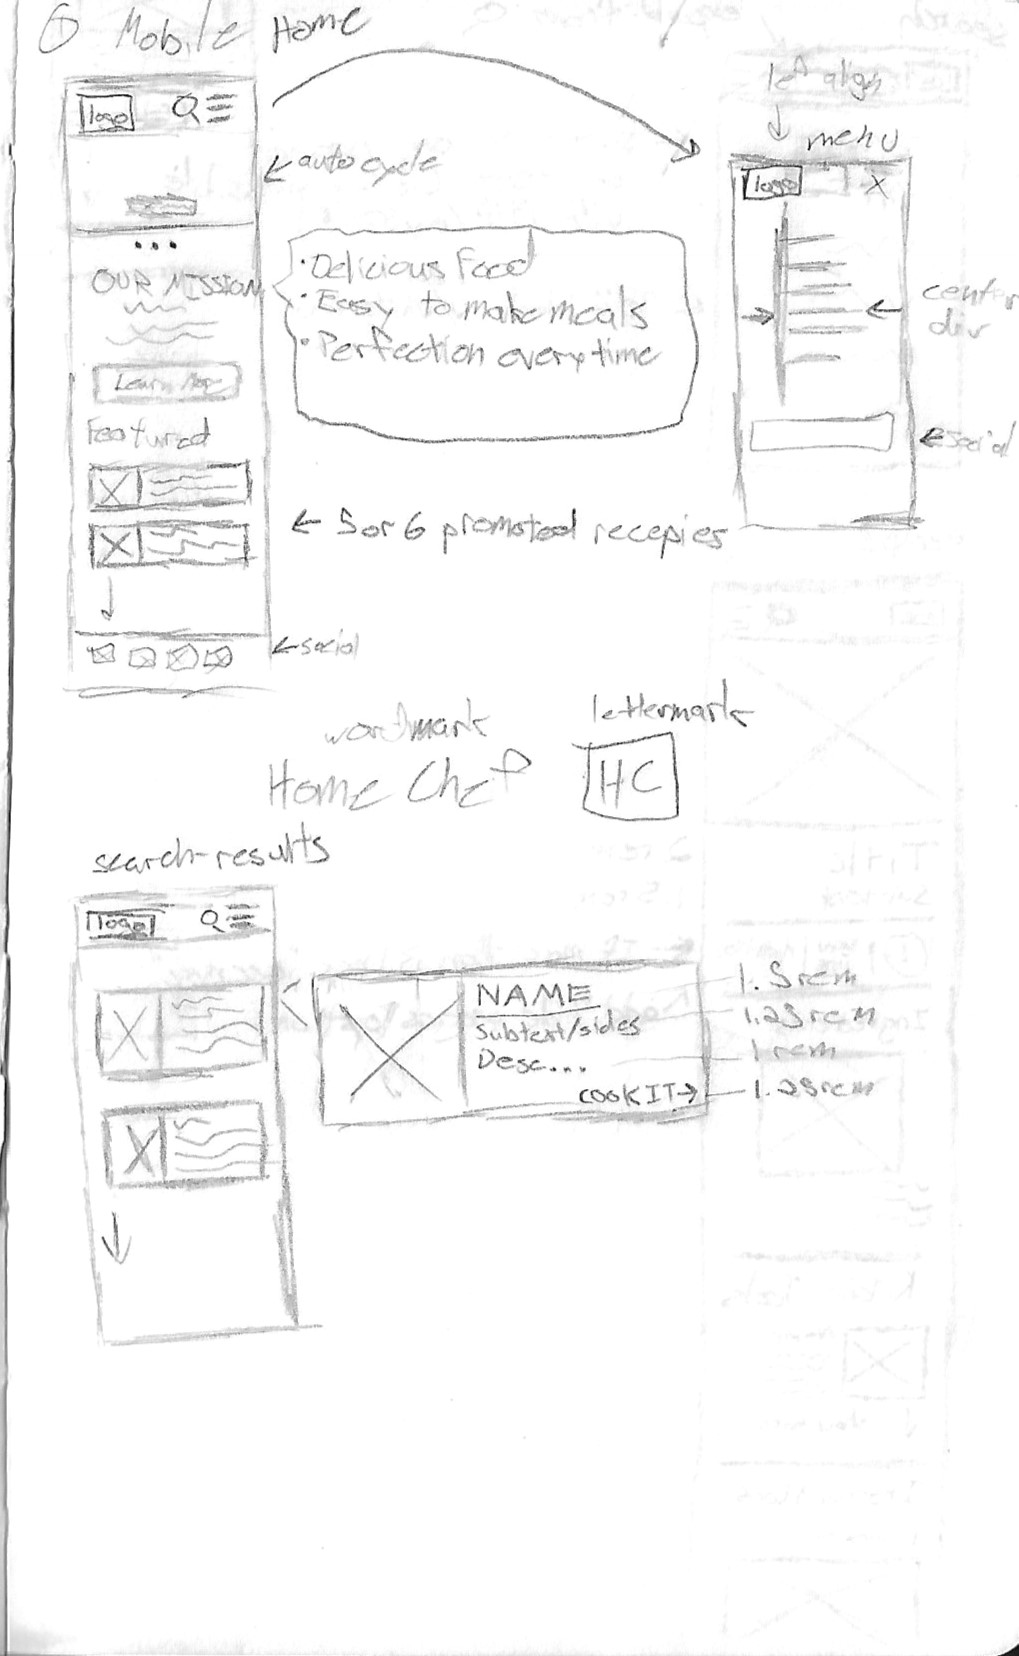 ① Mobile Home
logo
auto cycle
left align
menu
logo X
OUR MISSION
• Delicious Food
• Easy to make meals
• Perfection every time
center
div
Learn More
Featured
← social
← 5 or 6 promoted recepies
← social
wordmark
lettermark
Home Chef
HC
search-results
logo
NAME
1.5rem
Subtext/sides
1.25rem
Desc...
1rem
COOK IT→
1.25rem